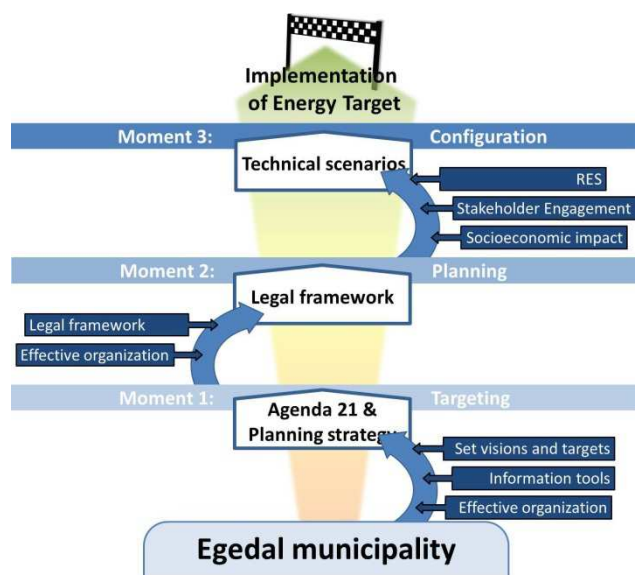 Implementation
of Energy Target
Moment 3: Configuration
Technical scenarios
RES
Stakeholder Engagement
Socioeconomic impact
Moment 2: Planning
Legal framework
Legal framework
Effective organization
Moment 1: Targeting
Agenda 21 &
Planning strategy
Set visions and targets
Information tools
Effective organization
Egedal municipality